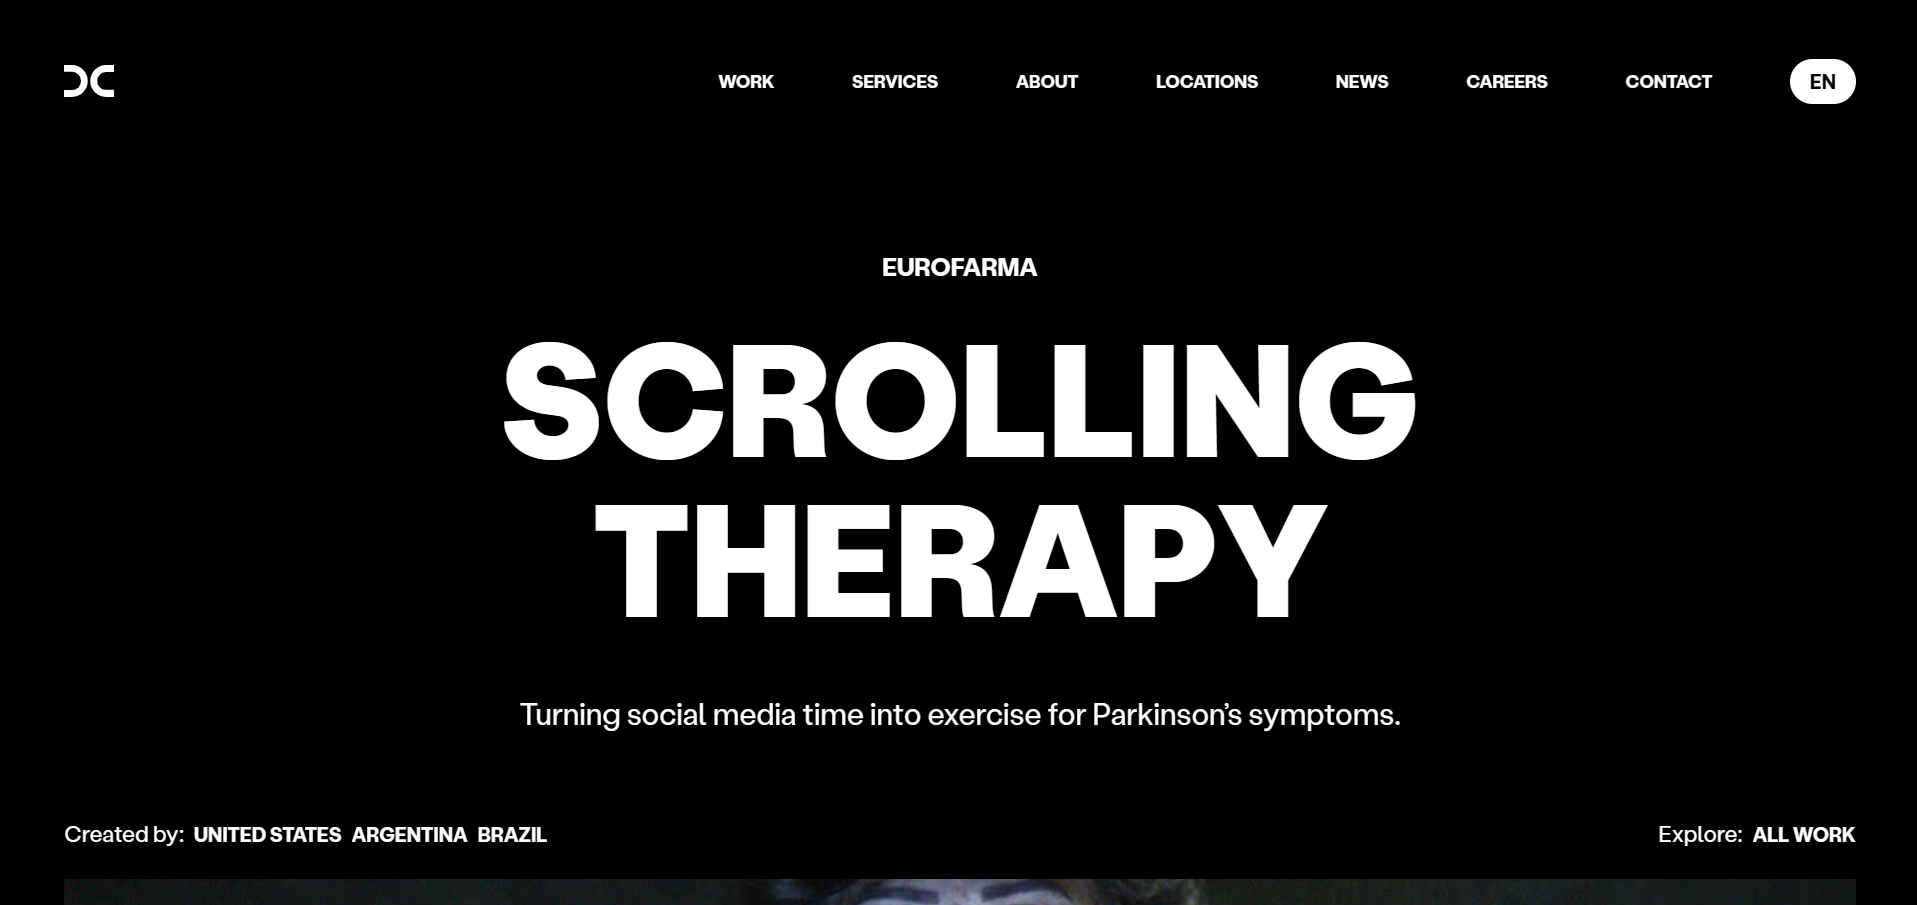 WORK SERVICES ABOUT LOCATIONS NEWS CAREERS CONTACT EN
EUROFARMA
SCROLLING
THERAPY
Turning social media time into exercise for Parkinson’s symptoms.
Created by: UNITED STATES ARGENTINA BRAZIL
Explore: ALL WORK